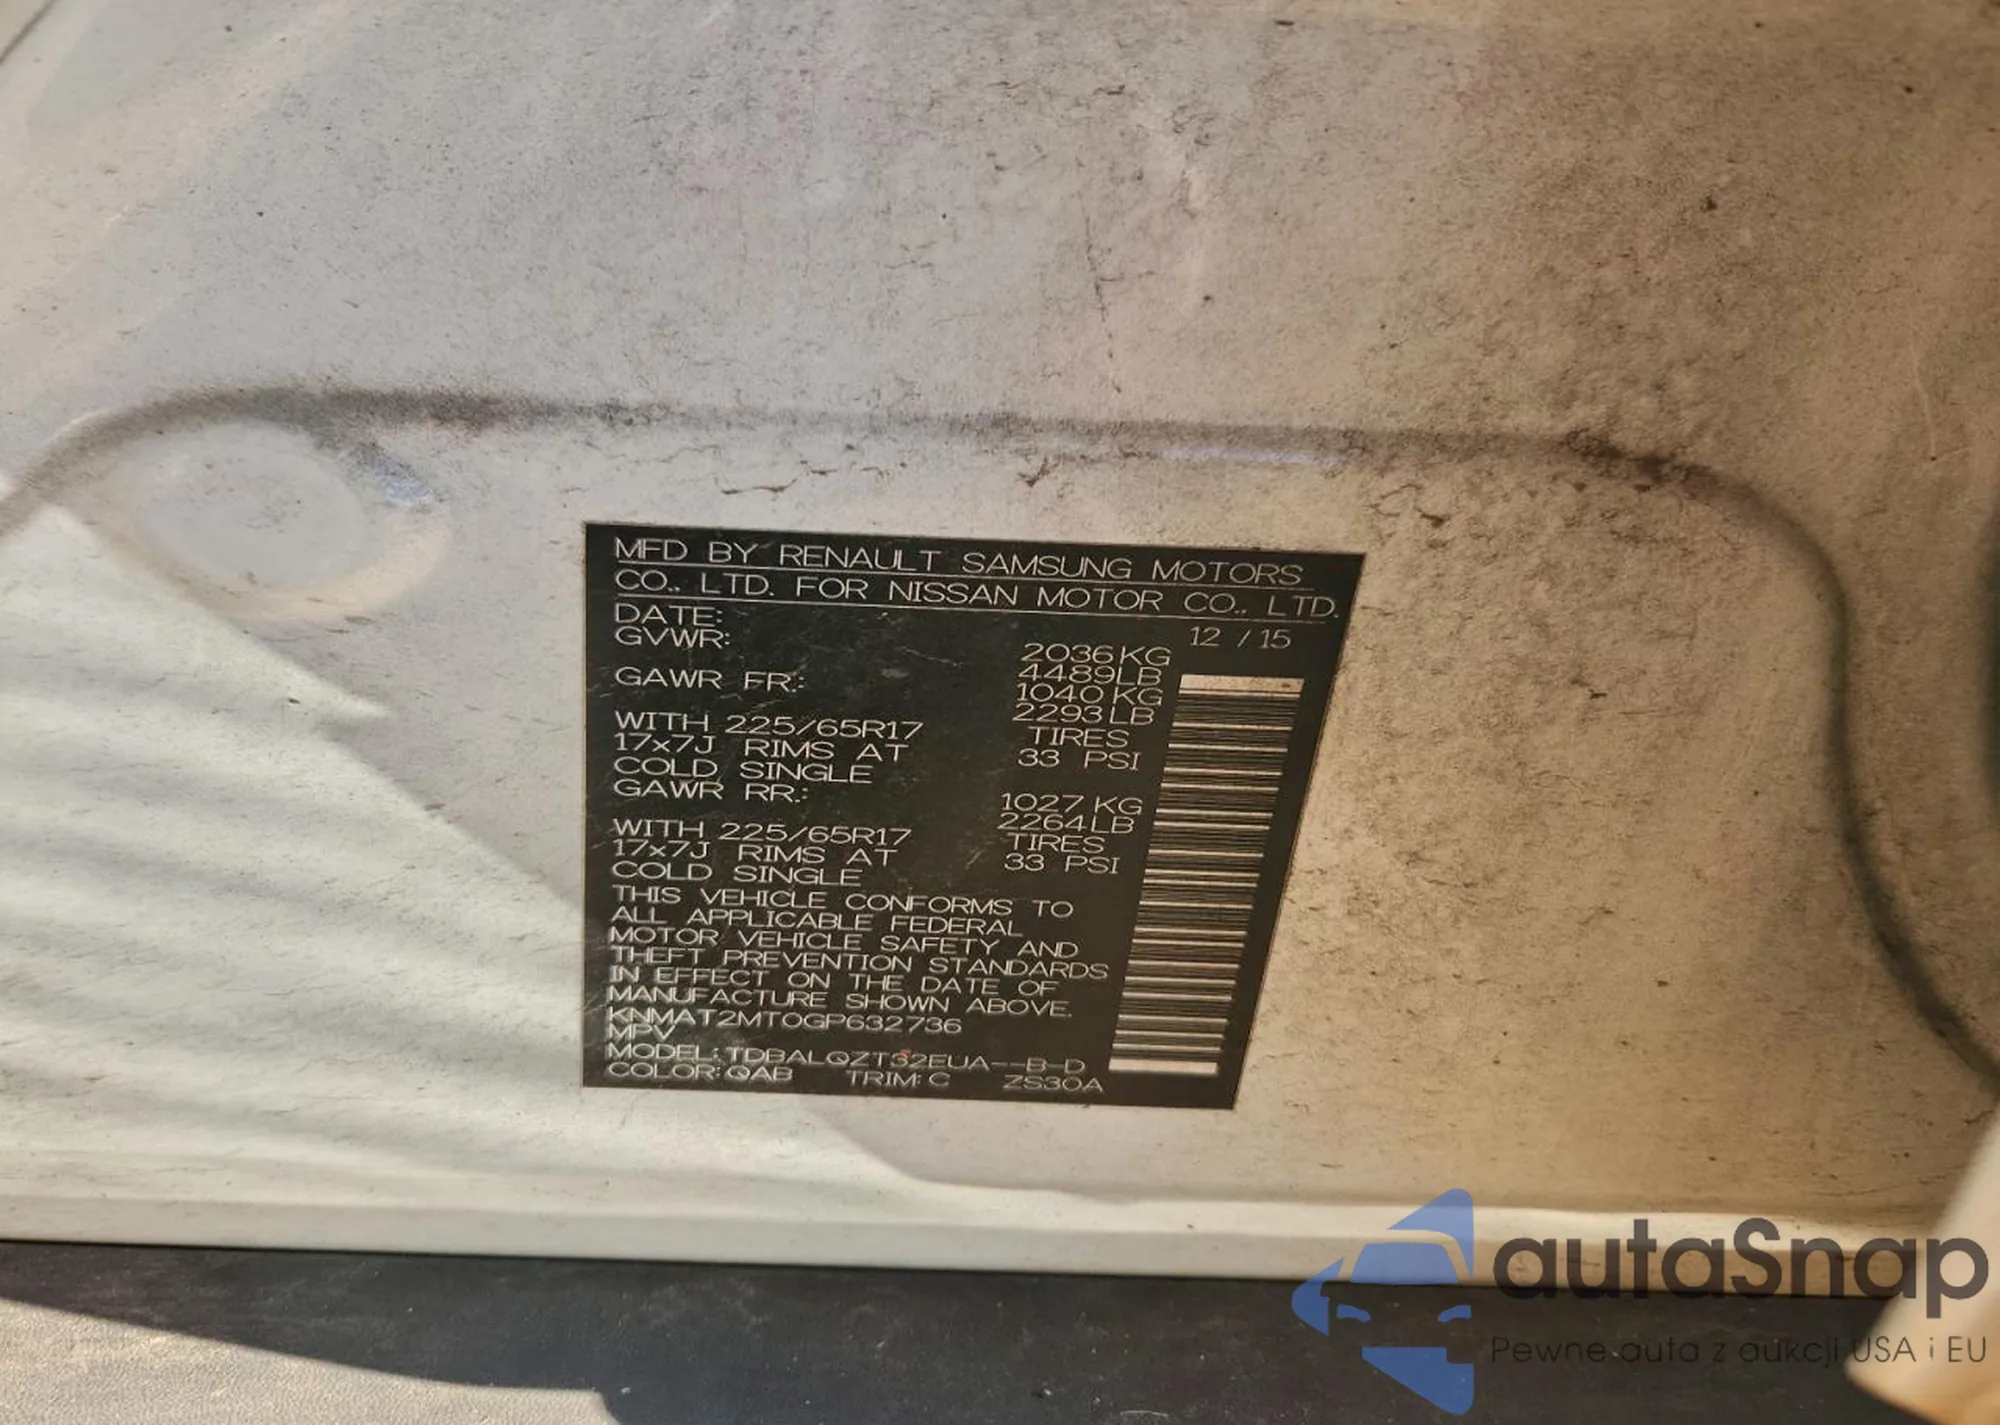 MFD BY RENAULT SAMSUNG MOTORS
CO., LTD. FOR NISSAN MOTOR CO., LTD.
DATE: 12 / 15
GVWR: 2036KG
4489LB
GAWR FR.: 1040 KG
2293LB
WITH 225/65R17 TIRES
17x7J RIMS AT 33 PSI
COLD SINGLE
GAWR RR.: 1027 KG
2264LB
WITH 225/65R17 TIRES
17x7J RIMS AT 33 PSI
COLD SINGLE
THIS VEHICLE CONFORMS TO
ALL APPLICABLE FEDERAL
MOTOR VEHICLE SAFETY AND
THEFT PREVENTION STANDARDS
IN EFFECT ON THE DATE OF
MANUFACTURE SHOWN ABOVE.
KNMAT2MT0GP632736
MPV
MODEL: TDBALQZT32EUA--B-D
COLOR: QAB TRIM: C ZS30A
autaSnap
Pewne auta z aukcji USA i EU